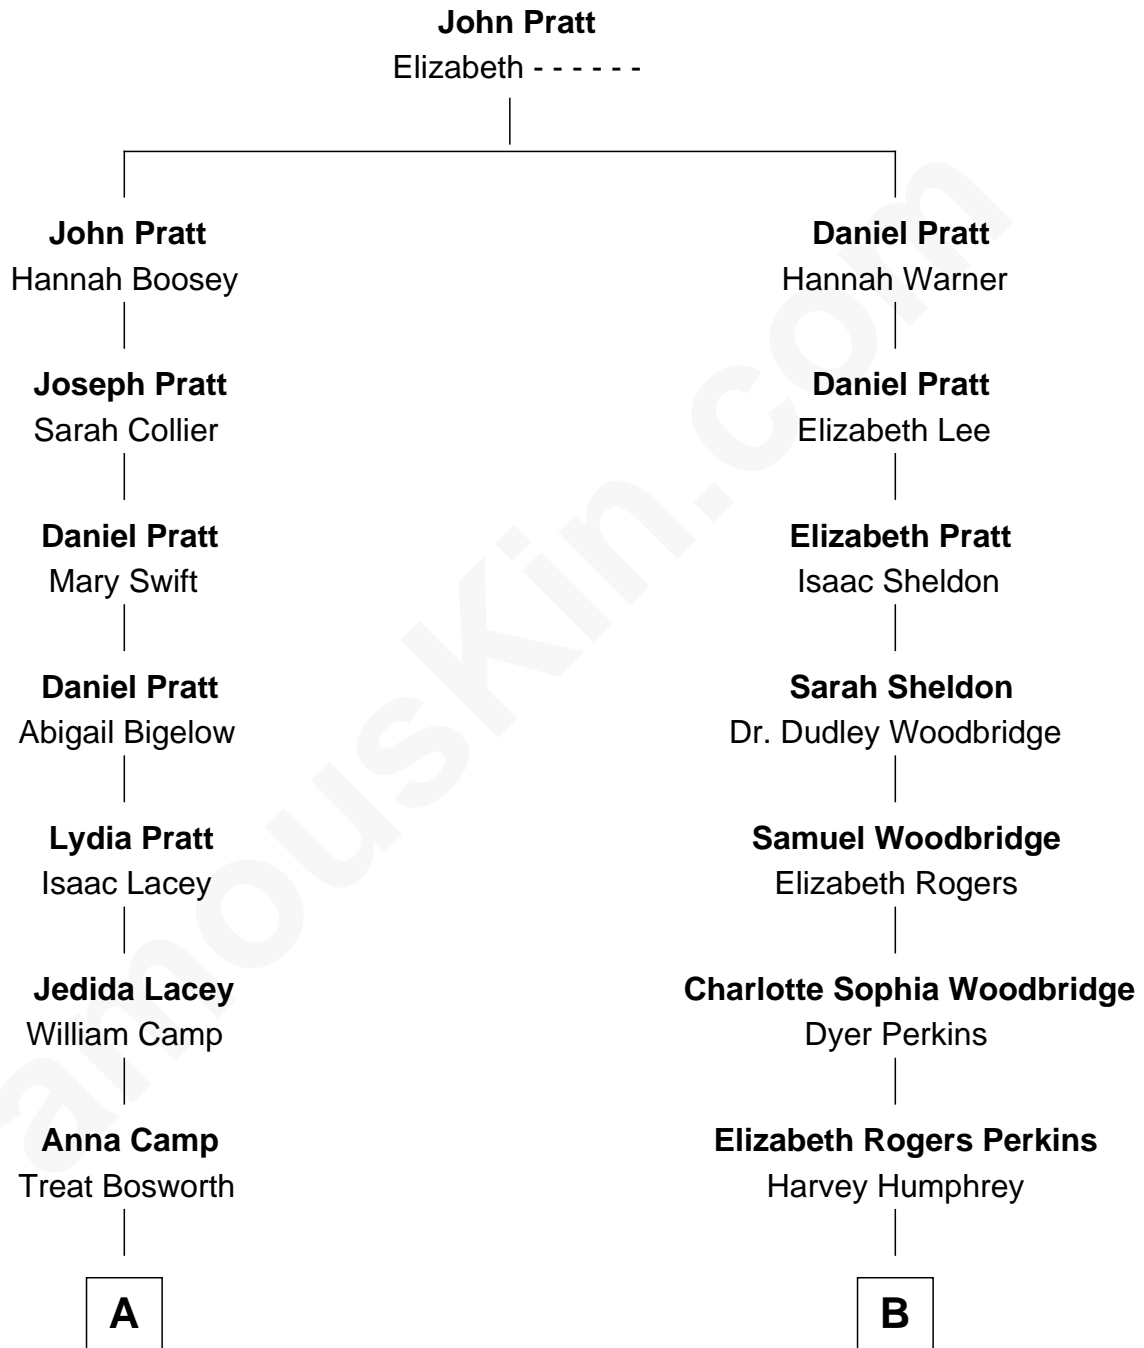 John Pratt
Elizabeth - - - - - -
John Pratt
Hannah Boosey
Daniel Pratt
Hannah Warner
Joseph Pratt
Sarah Collier
Daniel Pratt
Elizabeth Lee
Daniel Pratt
Mary Swift
Elizabeth Pratt
Isaac Sheldon
Daniel Pratt
Abigail Bigelow
Sarah Sheldon
Dr. Dudley Woodbridge
Lydia Pratt
Isaac Lacey
Samuel Woodbridge
Elizabeth Rogers
Jedida Lacey
William Camp
Charlotte Sophia Woodbridge
Dyer Perkins
Anna Camp
Treat Bosworth
Elizabeth Rogers Perkins
Harvey Humphrey
A
B
amousKin.com